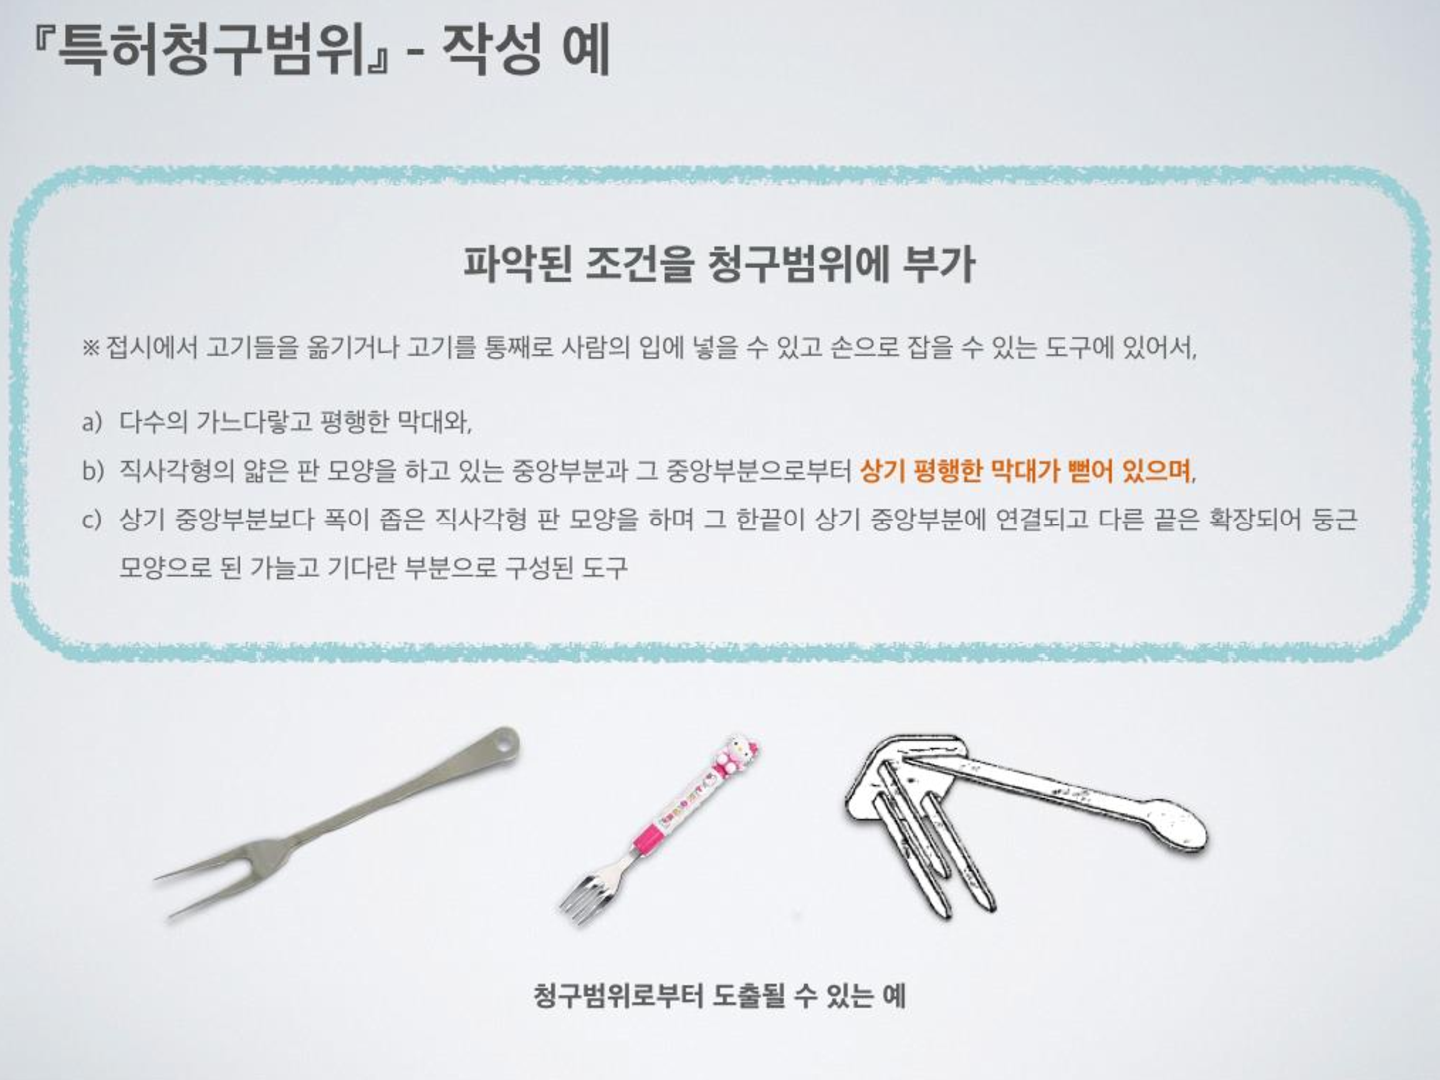 『특허청구범위』 - 작성 예
파악된 조건을 청구범위에 부가
※ 접시에서 고기들을 옮기거나 고기를 통째로 사람의 입에 넣을 수 있고 손으로 잡을 수 있는 도구에 있어서,
a) 다수의 가느다랗고 평행한 막대와,
b) 직사각형의 얇은 판 모양을 하고 있는 중앙부분과 그 중앙부분으로부터 상기 평행한 막대가 뻗어 있으며,
c) 상기 중앙부분보다 폭이 좁은 직사각형 판 모양을 하며 그 한끝이 상기 중앙부분에 연결되고 다른 끝은 확장되어 둥근
모양으로 된 가늘고 기다란 부분으로 구성된 도구
청구범위로부터 도출될 수 있는 예